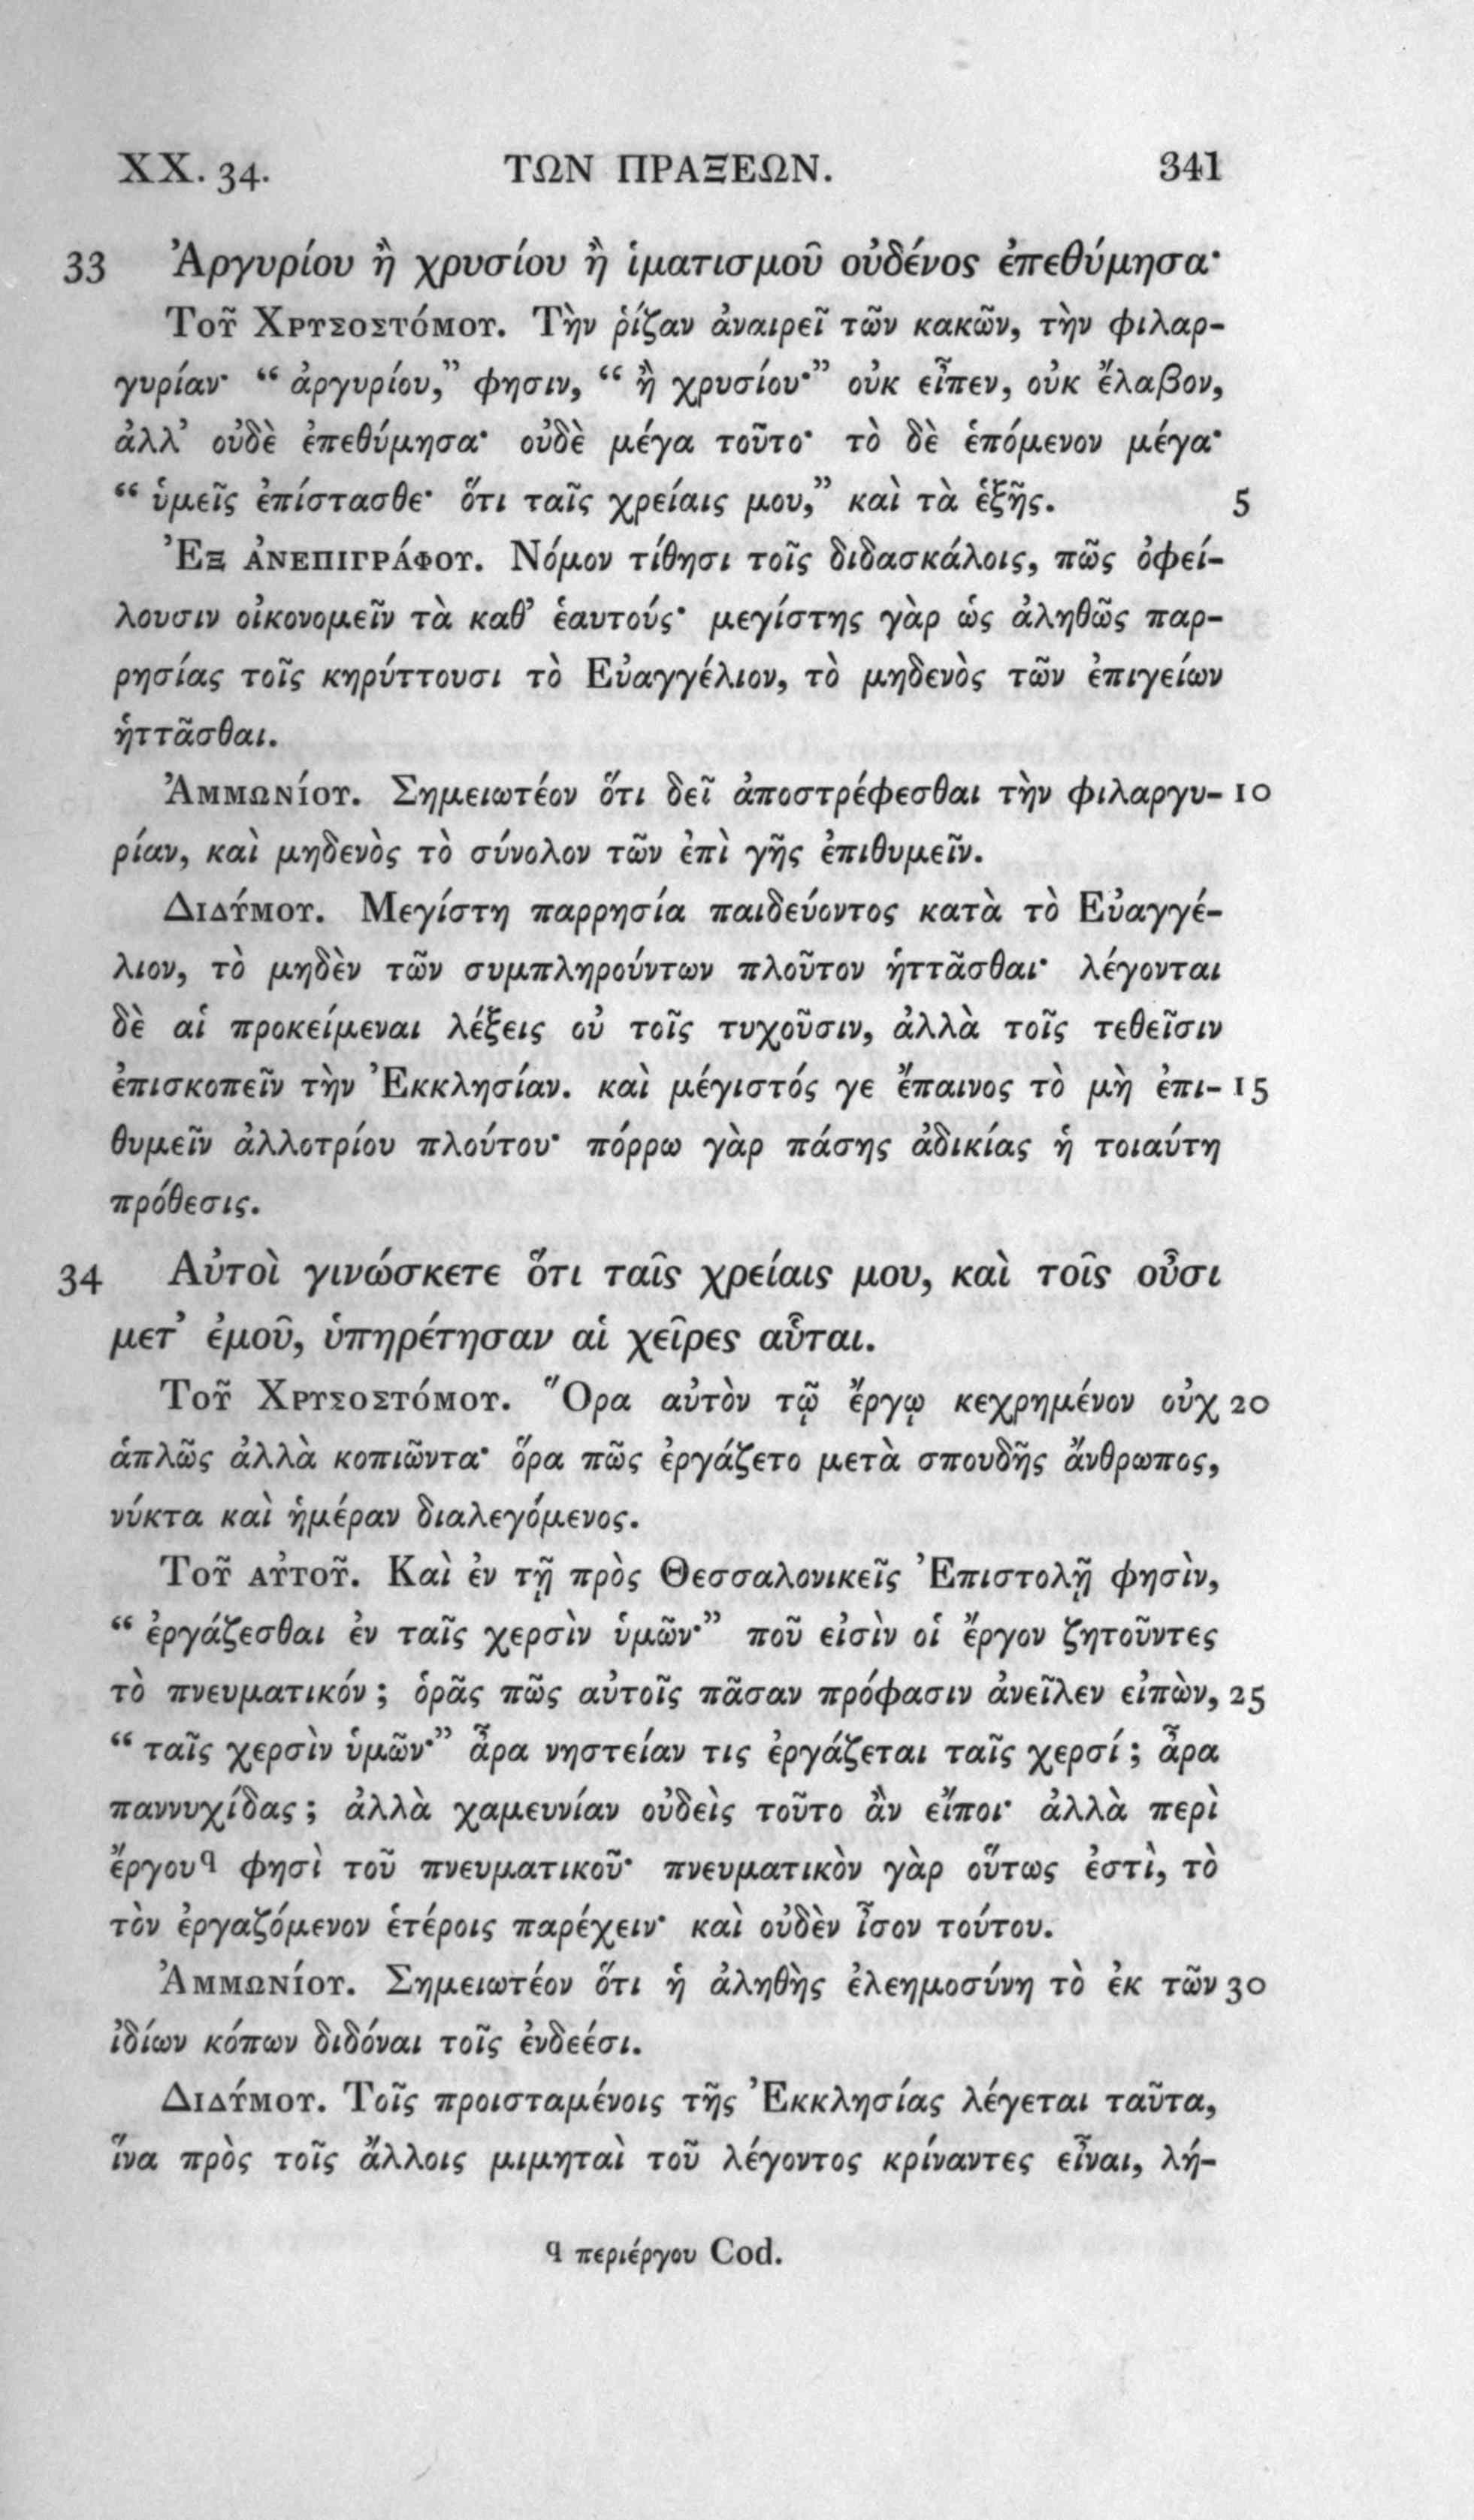 XX. 34. ΤΩΝ ΠΡΑΞΕΩΝ. 341
33 Ἀργυρίου ἢ χρυσίου ἢ ἱματισμοῦ οὐδένος ἐπεθύμησα·
Τοῦ Χρυσοστόμου. Τὴν ῥίζαν ἀναιρεῖ τῶν κακῶν, τὴν φιλαρ-
γυρίαν· “ ἀργυρίου,” φησιν, “ ἢ χρυσίου·” οὐκ εἶπεν, οὐκ ἔλαβον,
ἀλλ’ οὐδὲ ἐπεθύμησα· οὐδὲ μέγα τοῦτο· τὸ δὲ ἑπόμενον μέγα·
“ ὑμεῖς ἐπίστασθε· ὅτι ταῖς χρείαις μου,” καὶ τὰ ἑξῆς. 5
Ἐξ ἀνεπιγράφου. Νόμον τίθησι τοῖς διδασκάλοις, πῶς ὀφεί-
λουσιν οἰκονομεῖν τὰ καθ’ ἑαυτούς· μεγίστης γὰρ ὡς ἀληθῶς παρ-
ρησίας τοῖς κηρύττουσι τὸ Εὐαγγέλιον, τὸ μηδενὸς τῶν ἐπιγείων
ἡττᾶσθαι.
Ἀμμωνίου. Σημειωτέον ὅτι δεῖ ἀποστρέφεσθαι τὴν φιλαργυ- 10
ρίαν, καὶ μηδενὸς τὸ σύνολον τῶν ἐπὶ γῆς ἐπιθυμεῖν.
Διδύμου. Μεγίστη παρρησία παιδεύοντος κατὰ τὸ Εὐαγγέ-
λιον, τὸ μηδὲν τῶν συμπληρούντων πλοῦτον ἡττᾶσθαι· λέγονται
δὲ αἱ προκείμεναι λέξεις οὐ τοῖς τυχοῦσιν, ἀλλὰ τοῖς τεθεῖσιν
ἐπισκοπεῖν τὴν Ἐκκλησίαν. καὶ μέγιστός γε ἔπαινος τὸ μὴ ἐπι- 15
θυμεῖν ἀλλοτρίου πλούτου· πόρρω γὰρ πάσης ἀδικίας ἡ τοιαύτη
πρόθεσις.
34 Αὐτοὶ γινώσκετε ὅτι ταῖς χρείαις μου, καὶ τοῖς οὖσι
μετ’ ἐμοῦ, ὑπηρέτησαν αἱ χεῖρες αὗται.
Τοῦ Χρυσοστόμου. Ὅρα αὐτὸν τῷ ἔργῳ κεχρημένον οὐχ 20
ἁπλῶς ἀλλὰ κοπιῶντα· ὅρα πῶς ἐργάζετο μετὰ σπουδῆς ἄνθρωπος,
νύκτα καὶ ἡμέραν διαλεγόμενος.
Τοῦ αὐτοῦ. Καὶ ἐν τῇ πρὸς Θεσσαλονικεῖς Ἐπιστολῇ φησὶν,
“ ἐργάζεσθαι ἐν ταῖς χερσὶν ὑμῶν·” ποῦ εἰσὶν οἱ ἔργον ζητοῦντες
τὸ πνευματικόν ; ὁρᾷς πῶς αὐτοῖς πᾶσαν πρόφασιν ἀνεῖλεν εἰπὼν, 25
“ ταῖς χερσὶν ὑμῶν·” ἆρα νηστείαν τις ἐργάζεται ταῖς χερσί ; ἆρα
παννυχίδας ; ἀλλὰ χαμευνίαν οὐδεὶς τοῦτο ἂν εἴποι· ἀλλὰ περὶ
ἔργου q φησὶ τοῦ πνευματικοῦ· πνευματικὸν γὰρ οὕτως ἐστὶ, τὸ
τὸν ἐργαζόμενον ἑτέροις παρέχειν· καὶ οὐδὲν ἶσον τούτου.
Ἀμμωνίου. Σημειωτέον ὅτι ἡ ἀληθὴς ἐλεημοσύνη τὸ ἐκ τῶν 30
ἰδίων κόπων διδόναι τοῖς ἐνδεέσι.
Διδύμου. Τοῖς προισταμένοις τῆς Ἐκκλησίας λέγεται ταῦτα,
ἵνα πρὸς τοῖς ἄλλοις μιμηταὶ τοῦ λέγοντος κρίναντες εἶναι, λή-
q περιέργου Cod.